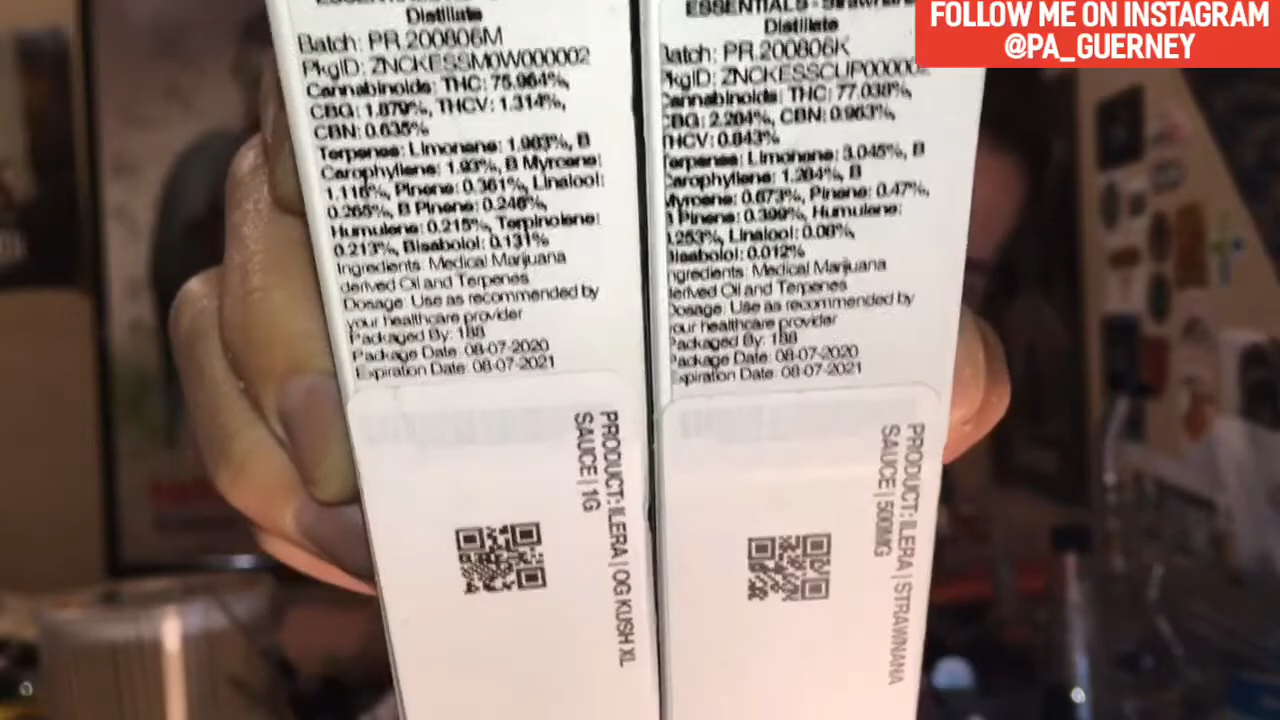 FOLLOW ME ON INSTAGRAM
@PA_GUERNEY
Distillate
Batch: PR 200806M
PkgID: ZNCKESSM0W000002
Cannabinoids: THC: 75.964%,
CBG: 1.879%, THCV: 1.314%,
CBN: 0.635%
Terpenes: Limonene: 1.983%, B
Carophyllene: 1.93%, B Myrcene:
1.116%, Pinene: 0.361%, Linalool:
0.265%, B Pinene: 0.246%,
Humulene: 0.215%, Terpinolene:
0.213%, Bisabolol: 0.131%
Ingredients: Medical Marijuana
derived Oil and Terpenes
Dosage: Use as recommended by
your healthcare provider
Packaged By: 188
Package Date: 08-07-2020
Expiration Date: 08-07-2021
PRODUCT: ILERA | OG KUSH XL
SAUCE | 1G
ESSENTIALS - Strawnana
Distillate
Batch: PR 200806K
PkgID: ZNCKESSCUP00000
Cannabinoids: THC: 77.038%,
CBG: 2.284%, CBN: 0.963%,
THCV: 0.843%
Terpenes: Limonene: 3.045%, B
Carophyllene: 1.284%, B
Myrcene: 0.673%, Pinene: 0.47%,
B Pinene: 0.399%, Humulene:
.253%, Linalool: 0.06%,
Bisabolol: 0.012%
Ingredients: Medical Marijuana
derived Oil and Terpenes
Dosage: Use as recommended by
your healthcare provider
Packaged By: 188
Package Date: 08-07-2020
Expiration Date: 08-07-2021
PRODUCT: ILERA | STRAWNANA
SAUCE | 500MG